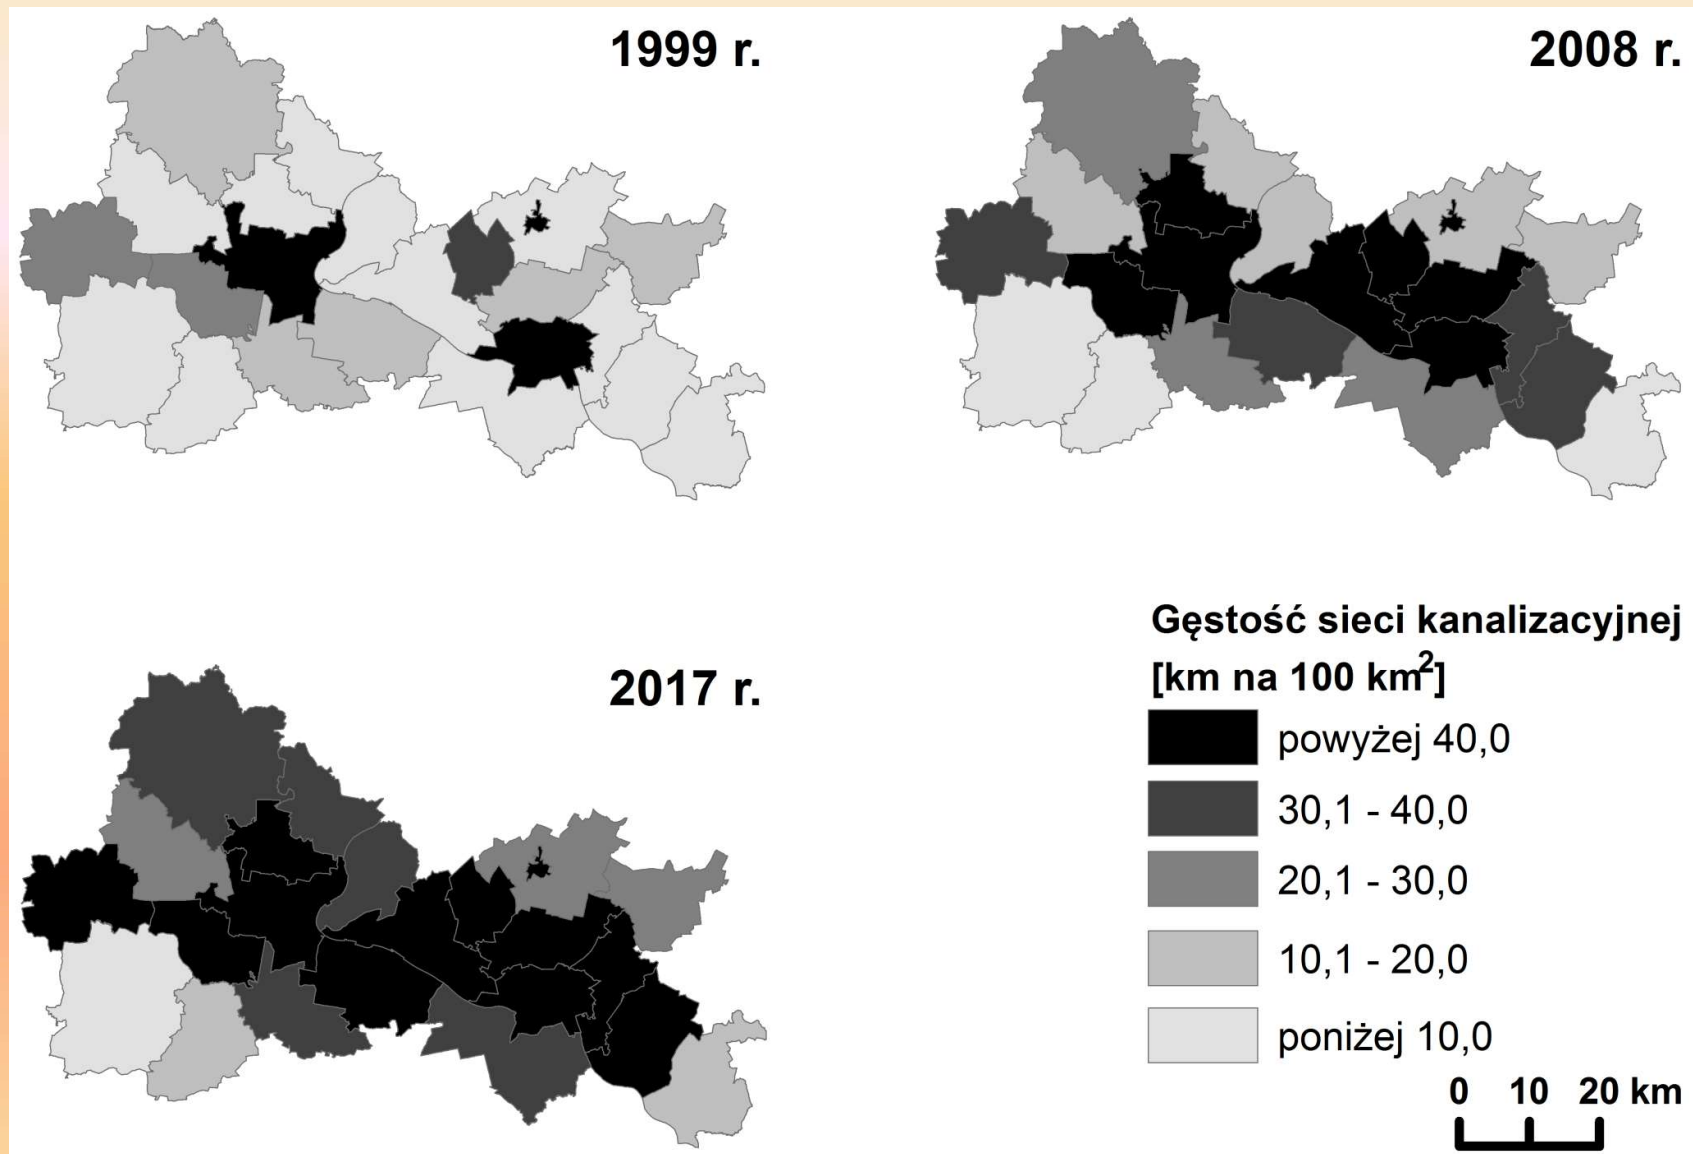 1999 r.
2008 r.
2017 r.
Gęstość sieci kanalizacyjnej
[km na 100 km²]
powyżej 40,0
30,1 - 40,0
20,1 - 30,0
10,1 - 20,0
poniżej 10,0
0 10 20 km